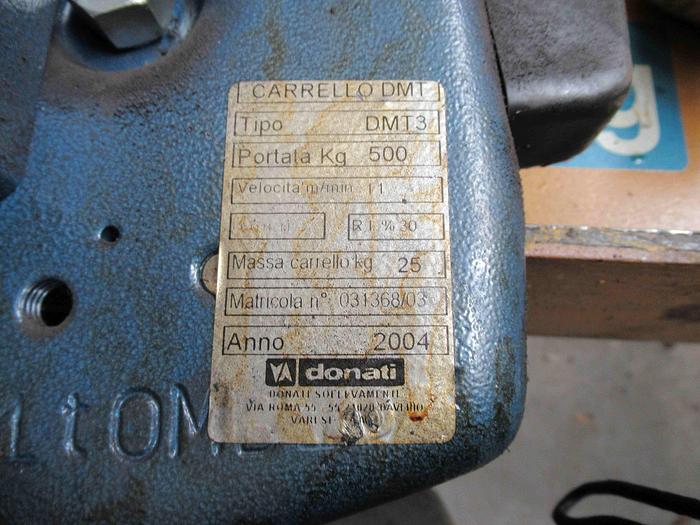 CARRELLO DMT
Tipo DMT3
Portata Kg 500
Velocità m/min 11
R.I. % 30
Massa carrello kg 25
Matricola n° 031368/03
Anno 2004
donati
DONATI SOLLEVAMENTI
VIA ROMA 55
VARESE
g